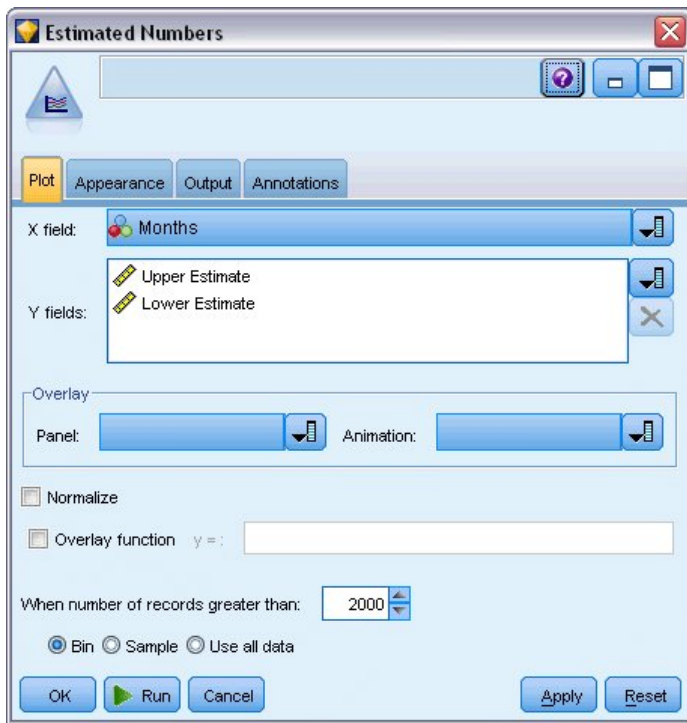 Estimated Numbers
Plot Appearance Output Annotations
X field: Months
Y fields: Upper Estimate
Lower Estimate
Overlay
Panel: Animation:
Normalize
Overlay function y = :
When number of records greater than: 2000
Bin Sample Use all data
OK Run Cancel Apply Reset